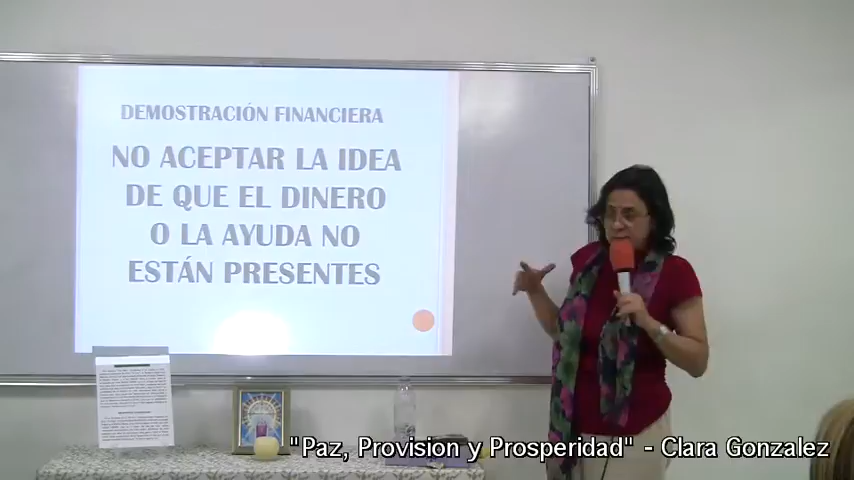 DEMOSTRACIÓN FINANCIERA
NO ACEPTAR LA IDEA
DE QUE EL DINERO
O LA AYUDA NO
ESTÁN PRESENTES
"Paz, Provision y Prosperidad" - Clara Gonzalez